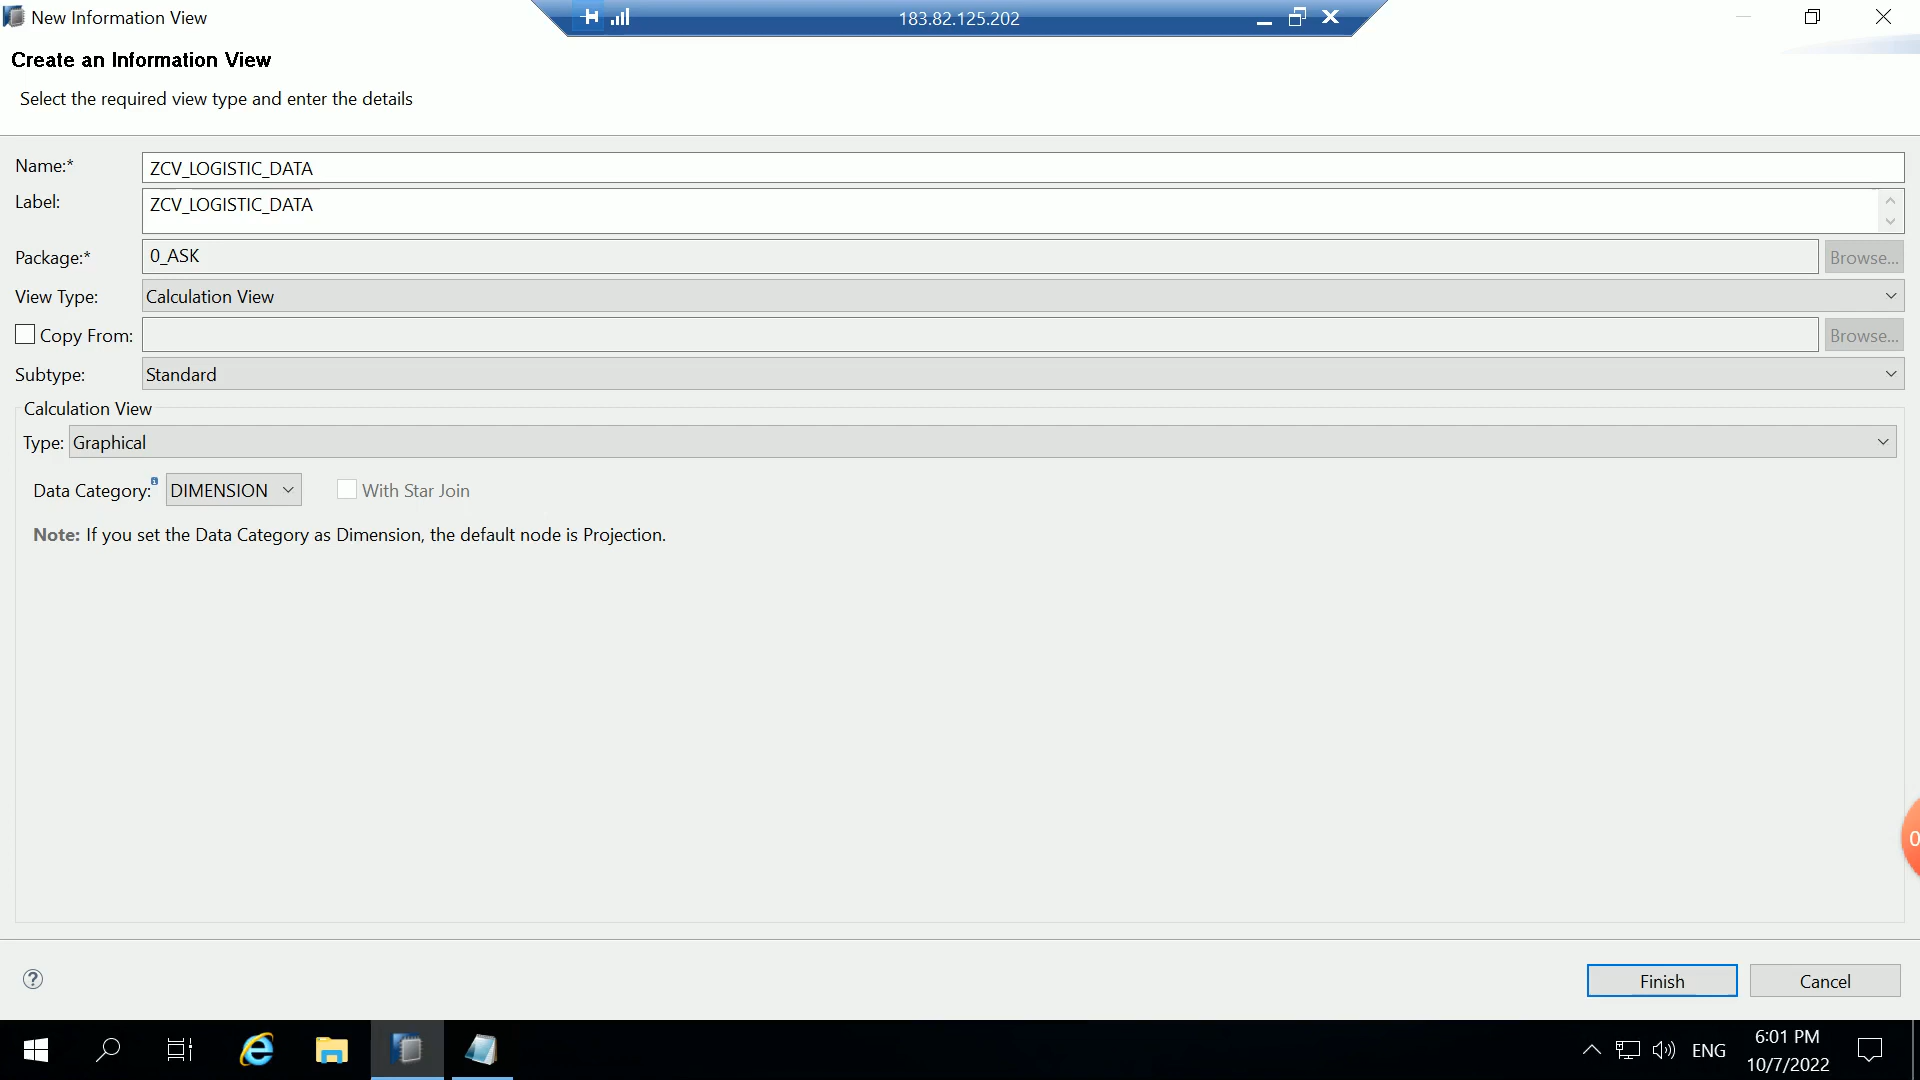 New Information View
183.82.125.202
Create an Information View
Select the required view type and enter the details
Name:* ZCV_LOGISTIC_DATA
Label: ZCV_LOGISTIC_DATA
Package:* 0_ASK Browse...
View Type: Calculation View
Copy From: Browse...
Subtype: Standard
Calculation View
Type: Graphical
Data Category: DIMENSION With Star Join
Note: If you set the Data Category as Dimension, the default node is Projection.
0
Finish Cancel
ENG
6:01 PM
10/7/2022